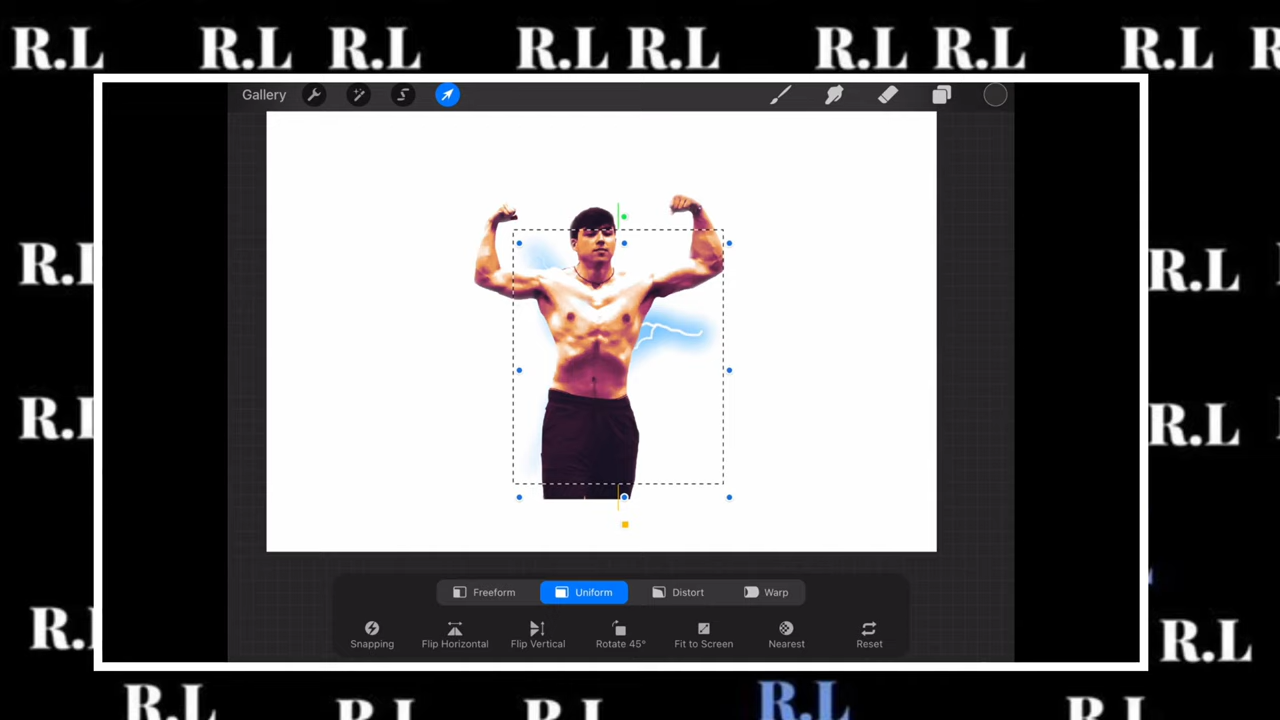 R.L R.L R.L R.L R.L R.L R.L R.L R
Gallery
R.L R.L
R.L R.L
R.L R.L
Freeform Uniform Distort Warp
Snapping Flip Horizontal Flip Vertical Rotate 45° Fit to Screen Nearest Reset
R.L R.L R.L R.L R.L